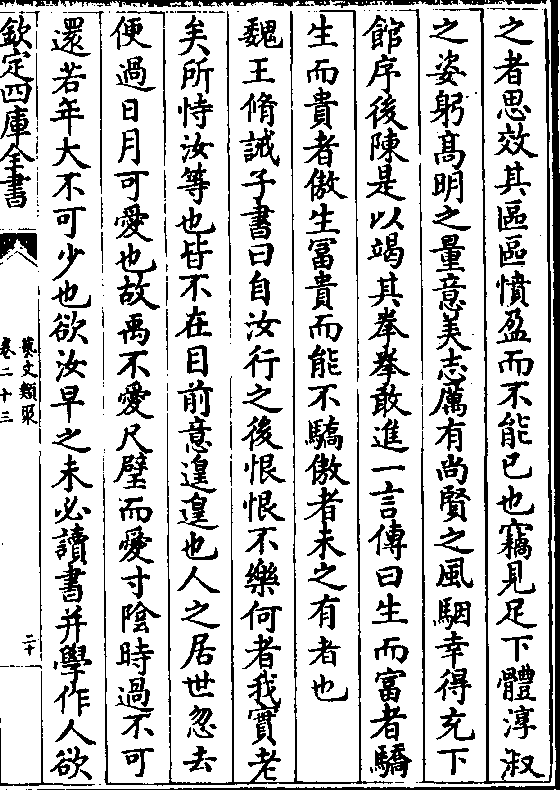 之者思效其區區憤盈而不能已也竊見足下體淳淑
之姿躬髙明之量意美志厲有尚賢之風駰幸得充下
館序後陳是以竭其拳拳敢進一言傳曰生而富者驕
生而貴者傲生冨貴而能不驕傲者未之有者也
魏王脩誡子書曰自汝行之後恨恨不樂何者我實老
矣所恃汝等也皆不在目前意遑遑也人之居世忽去
便過日月可愛也故禹不愛尺璧而愛寸隂時過不可
還若年大不可少也欲汝早之未必讀書并學作人欲
欽定四庫全書
藝文類聚
卷二十三
二十